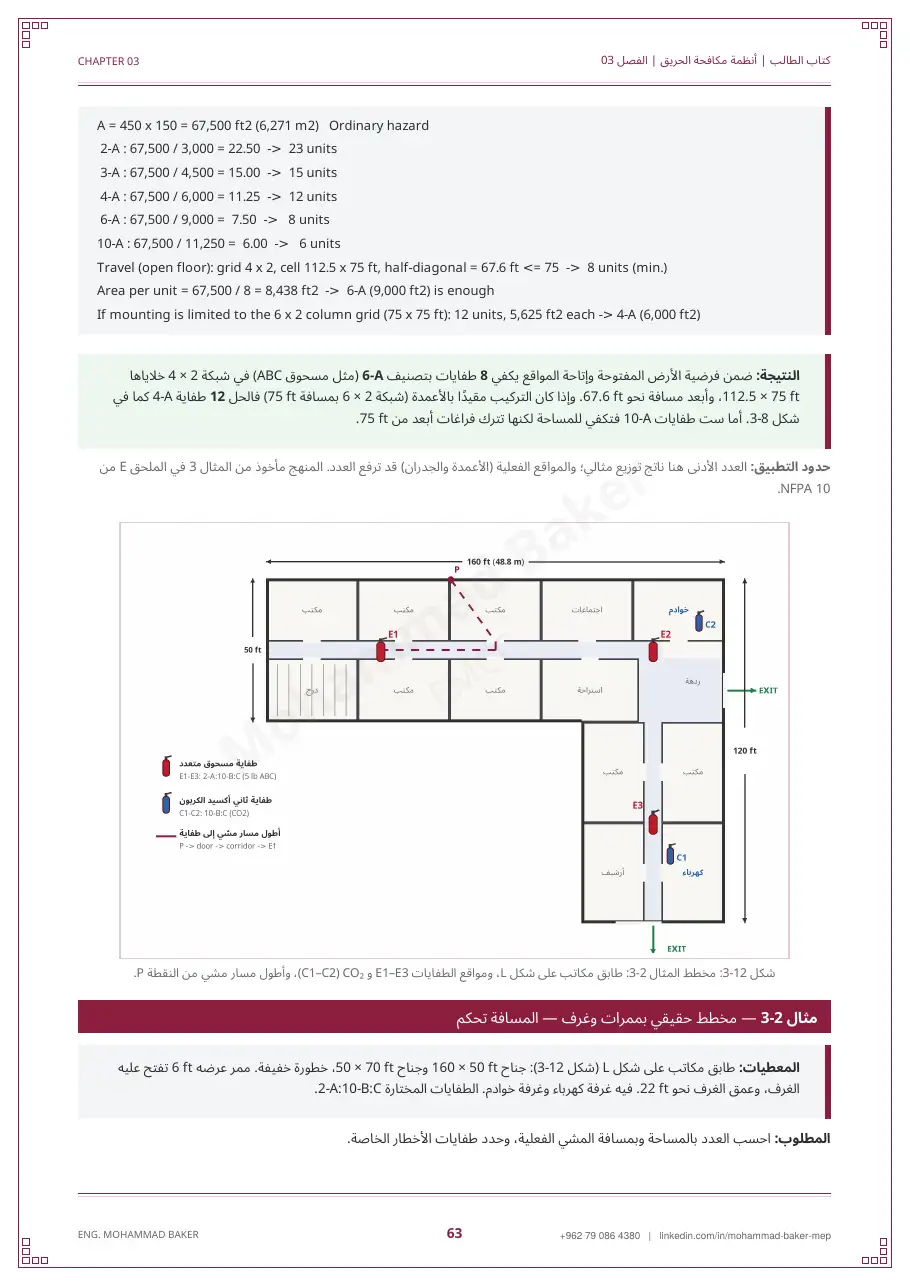 CHAPTER 03
كتاب الطالب | أنظمة مكافحة الحريق | الفصل 03
A = 450 x 150 = 67,500 ft2 (6,271 m2) Ordinary hazard
2-A : 67,500 / 3,000 = 22.50 -> 23 units
3-A : 67,500 / 4,500 = 15.00 -> 15 units
4-A : 67,500 / 6,000 = 11.25 -> 12 units
6-A : 67,500 / 9,000 = 7.50 -> 8 units
10-A : 67,500 / 11,250 = 6.00 -> 6 units
Travel (open floor): grid 4 x 2, cell 112.5 x 75 ft, half-diagonal = 67.6 ft <= 75 -> 8 units (min.)
Area per unit = 67,500 / 8 = 8,438 ft2 -> 6-A (9,000 ft2) is enough
If mounting is limited to the 6 x 2 column grid (75 x 75 ft): 12 units, 5,625 ft2 each -> 4-A (6,000 ft2)
النتيجة: ضمن فرضية الأرض المفتوحة وإتاحة المواقع يكفي 8 طفايات بتصنيف 6-A (مثل مسحوق ABC) في شبكة 2 × 4 خلاياها
112.5 × 75 ft، وأبعد مسافة نحو 67.6 ft. وإذا كان التركيب مقيدًا بالأعمدة (شبكة 2 × 6 بمسافة 75 ft) فالحل 12 طفاية 4-A كما في
شكل 8-3. أما ست طفايات 10-A فتكفي للمساحة لكنها تترك فراغات أبعد من 75 ft.
حدود التطبيق: العدد الأدنى هنا ناتج توزيع مثالي؛ والمواقع الفعلية (الأعمدة والجدران) قد ترفع العدد. المنهج مأخوذ من المثال 3 في الملحق E من
NFPA 10.
160 ft (48.8 m)
P
مكتب
مكتب
مكتب
اجتماعات
خوادم
C2
E1
E2
50 ft
درج
مكتب
مكتب
استراحة
ردهة
EXIT
120 ft
مكتب
مكتب
E3
C1
أرشيف
كهرباء
EXIT
طفاية مسحوق متعدد
E1-E3: 2-A:10-B:C (5 lb ABC)
طفاية ثاني أكسيد الكربون
C1-C2: 10-B:C (CO2)
أطول مسار مشي إلى طفاية
P -> door -> corridor -> E1
Mohammad Baker
شكل 12-3: مخطط المثال 2-3: طابق مكاتب على شكل L، ومواقع الطفايات E1–E3 و CO₂ (C1–C2)، وأطول مسار مشي من النقطة P.
مثال 2-3 — مخطط حقيقي بممرات وغرف — المسافة تحكم
المعطيات: طابق مكاتب على شكل L (شكل 12-3): جناح 160 × 50 ft وجناح 50 × 70 ft، خطورة خفيفة. ممر عرضه 6 ft تفتح عليه
الغرف، وعمق الغرف نحو 22 ft. فيه غرفة كهرباء وغرفة خوادم. الطفايات المختارة 2-A:10-B:C.
المطلوب: احسب العدد بالمساحة وبمسافة المشي الفعلية، وحدد طفايات الأخطار الخاصة.
ENG. MOHAMMAD BAKER
63
+962 79 086 4380 | linkedin.com/in/mohammad-baker-mep